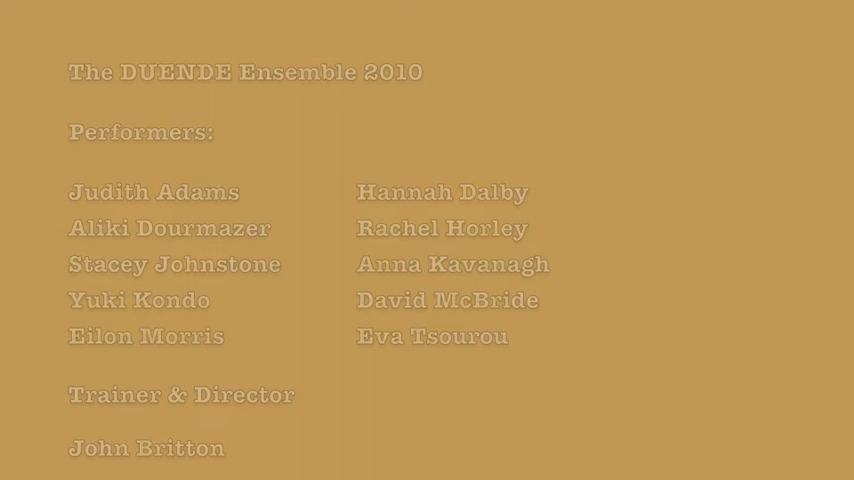 The DUENDE Ensemble 2010
Performers:
Judith Adams
Hannah Dalby
Aliki Dourmazer
Rachel Horley
Stacey Johnstone
Anna Kavanagh
Yuki Kondo
David McBride
Eilon Morris
Eva Tsourou
Trainer & Director
John Britton